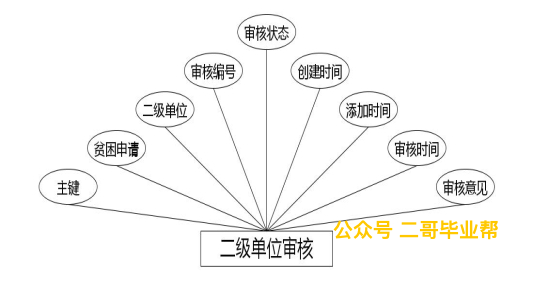 审核状态
审核编号
创建时间
二级单位
添加时间
贫困申请
审核时间
主键
审核意见
二级单位审核
公众号 二哥毕业帮